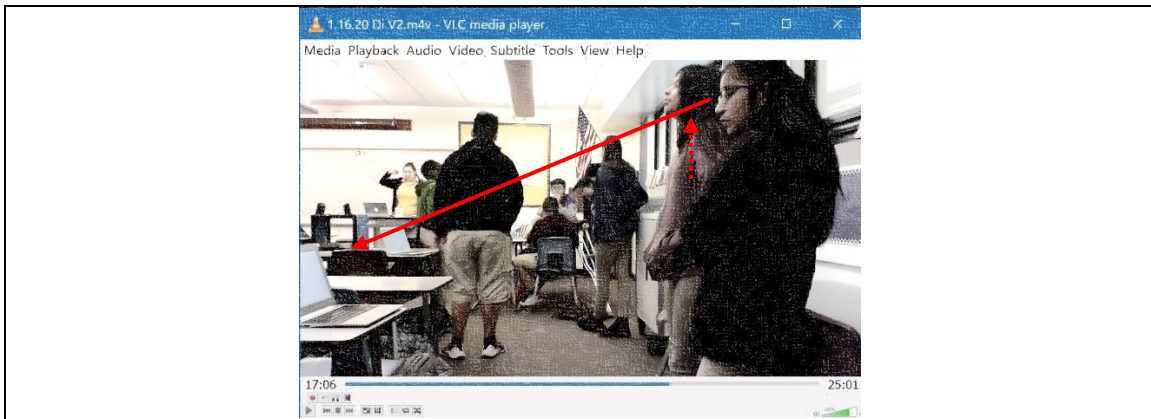 1.16.20 Di V2.m4v - VLC media player
Media Playback Audio Video Subtitle Tools View Help
17:06 25:01